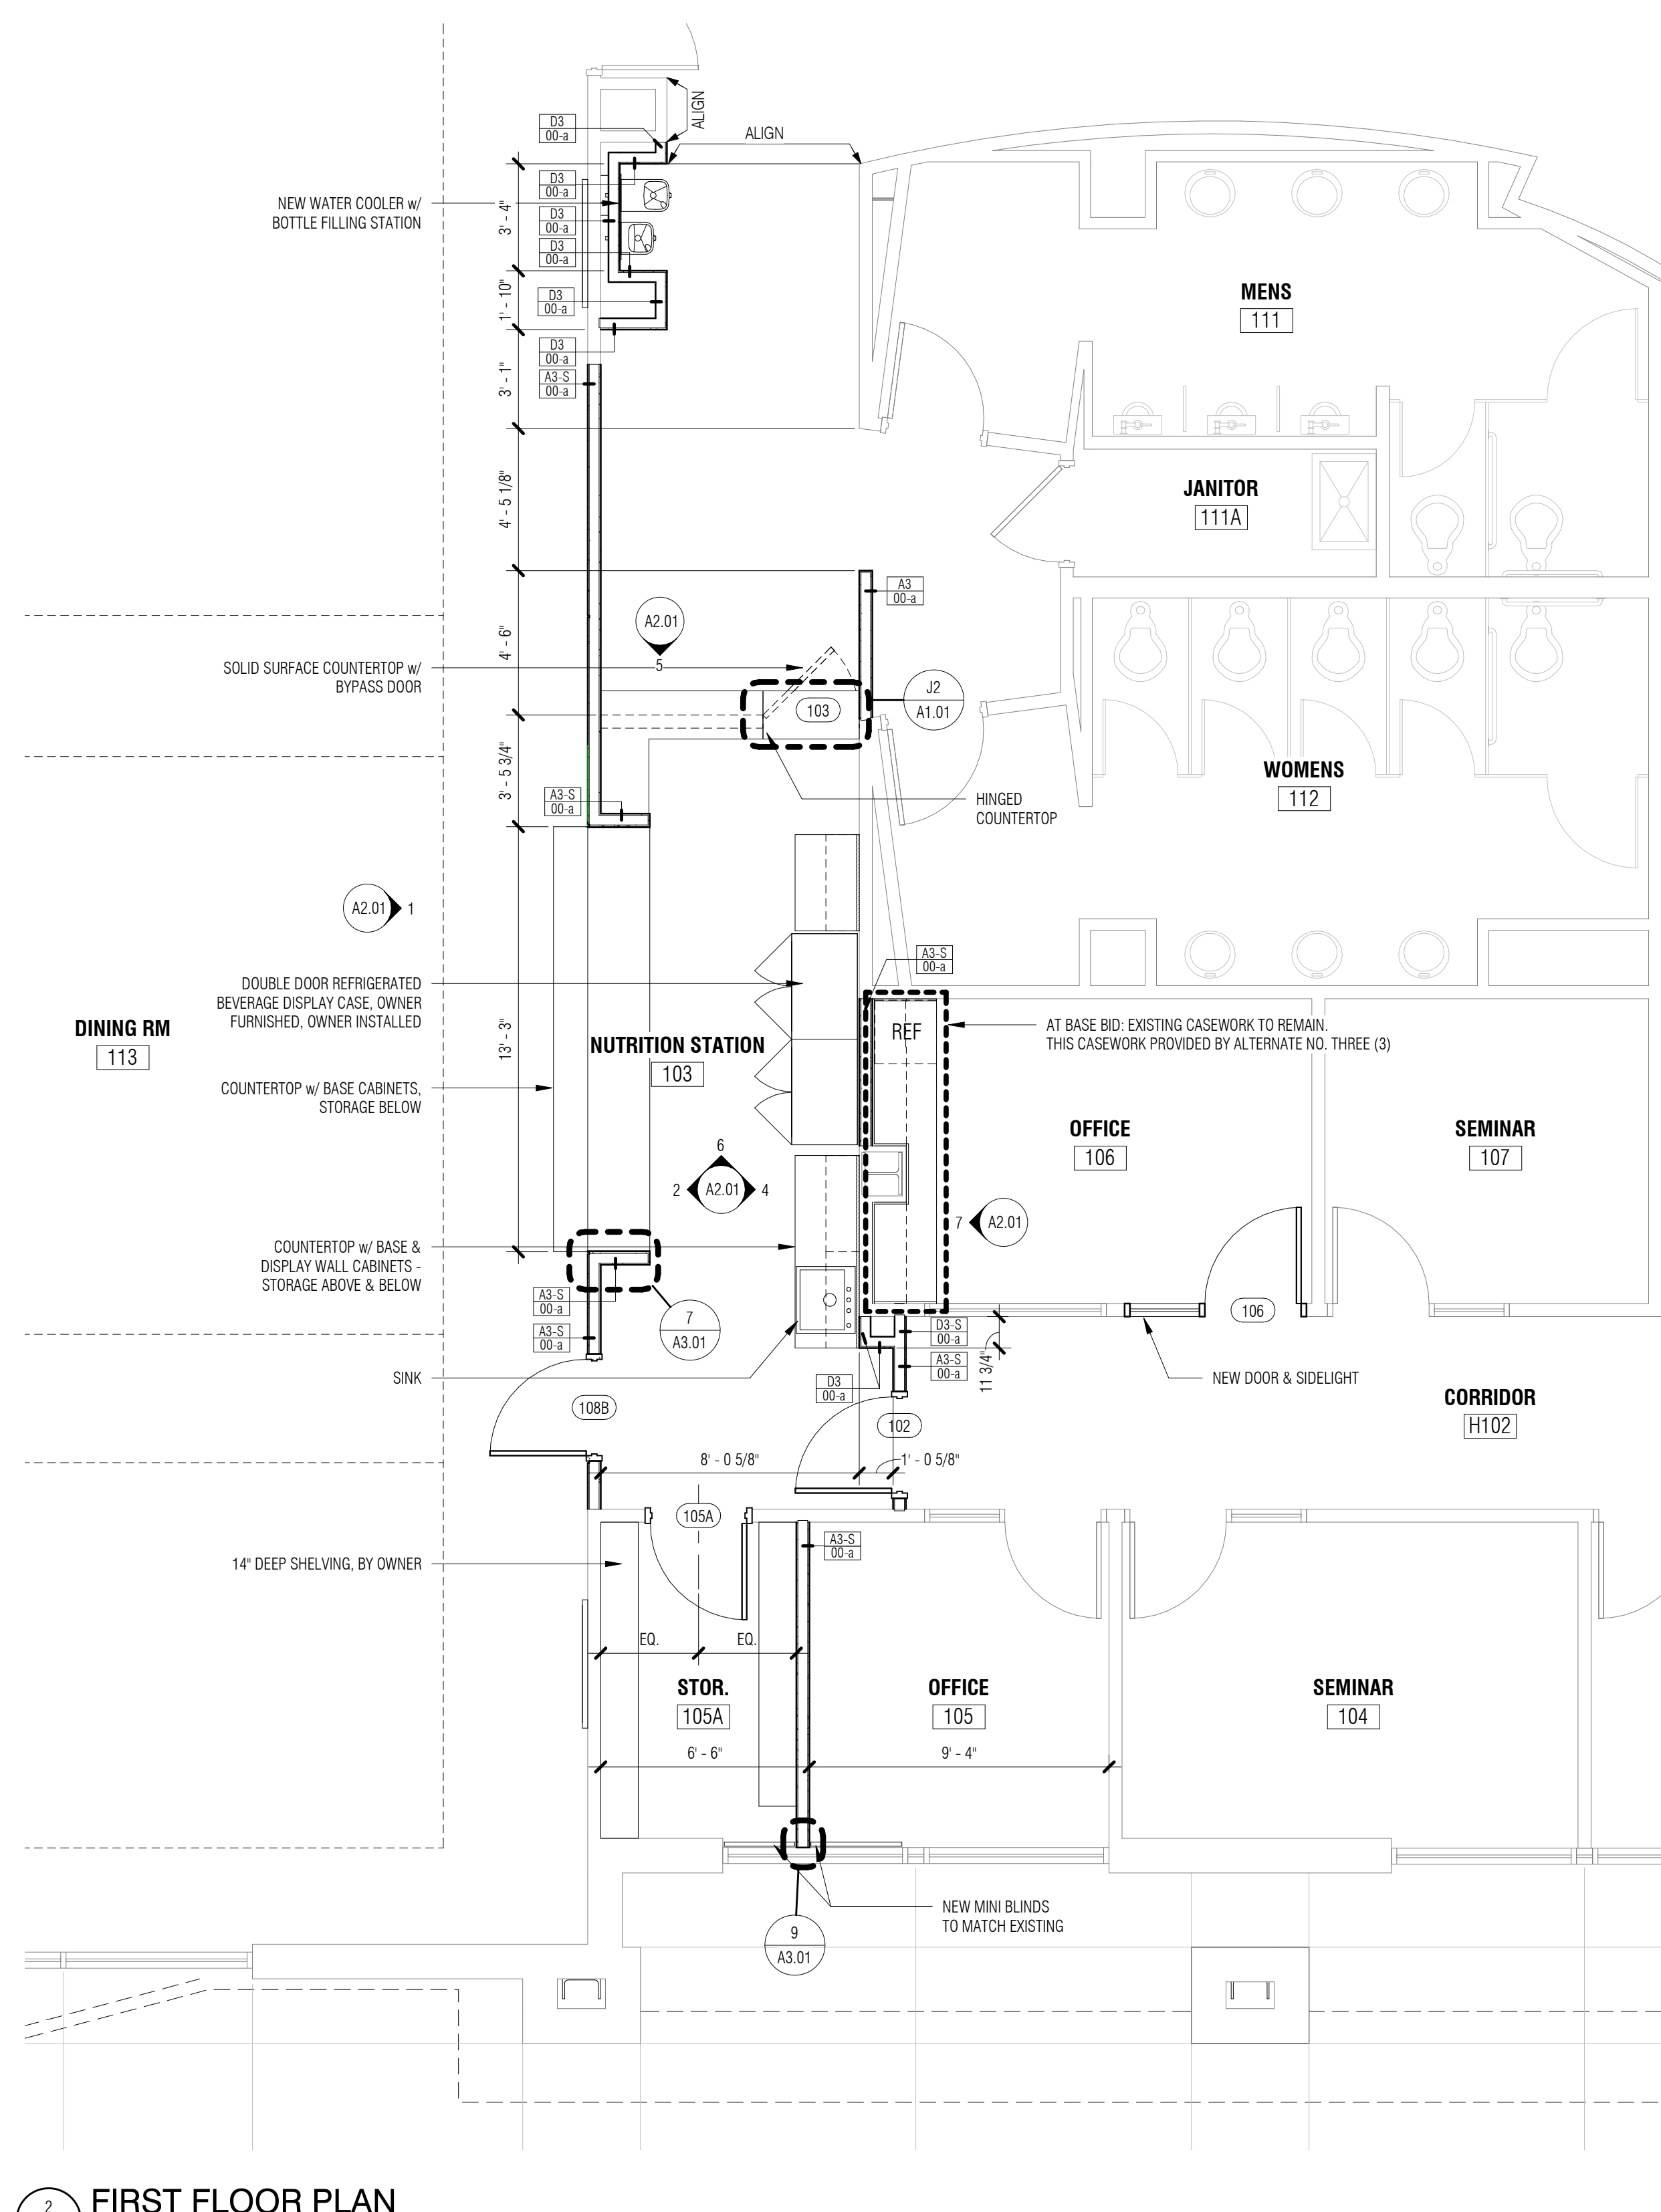 ALIGN
ALIGN
D3
00-a
D3
00-a
D3
00-a
D3
00-a
D3
00-a
D3
00-a
A3-S
00-a
NEW WATER COOLER w/
BOTTLE FILLING STATION
3' - 4"
1' - 10"
3' - 1"
4' - 5 1/8"
4' - 6"
3' - 5 3/4"
13' - 3"
MENS
111
JANITOR
111A
A3
00-a
A2.01
5
SOLID SURFACE COUNTERTOP w/
BYPASS DOOR
103
J2
A1.01
WOMENS
112
HINGED
COUNTERTOP
A3-S
00-a
A2.01
1
A3-S
00-a
DOUBLE DOOR REFRIGERATED
BEVERAGE DISPLAY CASE, OWNER
FURNISHED, OWNER INSTALLED
DINING RM
113
NUTRITION STATION
103
REF
AT BASE BID: EXISTING CASEWORK TO REMAIN.
THIS CASEWORK PROVIDED BY ALTERNATE NO. THREE (3)
COUNTERTOP w/ BASE CABINETS,
STORAGE BELOW
OFFICE
106
SEMINAR
107
6
2
A2.01
4
7
A2.01
COUNTERTOP w/ BASE &
DISPLAY WALL CABINETS -
STORAGE ABOVE & BELOW
A3-S
00-a
7
A3.01
A3-S
00-a
106
D3-S
00-a
A3-S
00-a
11 3/4"
SINK
D3
00-a
NEW DOOR & SIDELIGHT
CORRIDOR
H102
108B
102
8' - 0 5/8"
1' - 0 5/8"
105A
A3-S
00-a
14" DEEP SHELVING, BY OWNER
EQ.
EQ.
STOR.
105A
OFFICE
105
SEMINAR
104
6' - 6"
9' - 4"
NEW MINI BLINDS
TO MATCH EXISTING
9
A3.01
2
FIRST FLOOR PLAN